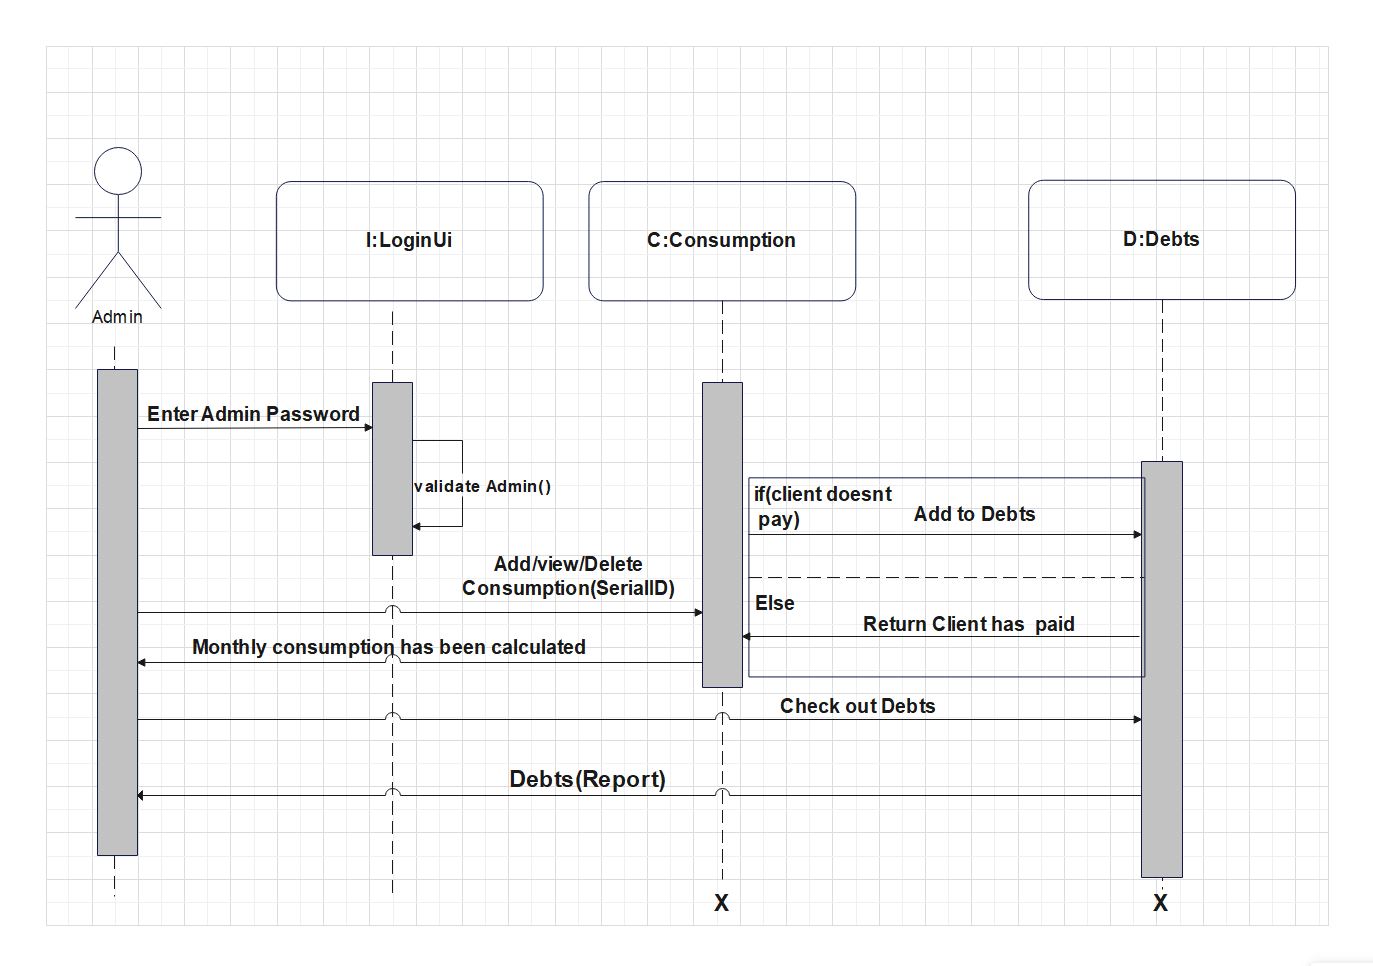 I:LoginUi
C:Consumption
D:Debts
Admin
Enter Admin Password
validate Admin()
if(client doesnt
pay)
Add to Debts
Add/view/Delete
Consumption(SerialID)
Else
Return Client has paid
Monthly consumption has been calculated
Check out Debts
Debts(Report)
X
X